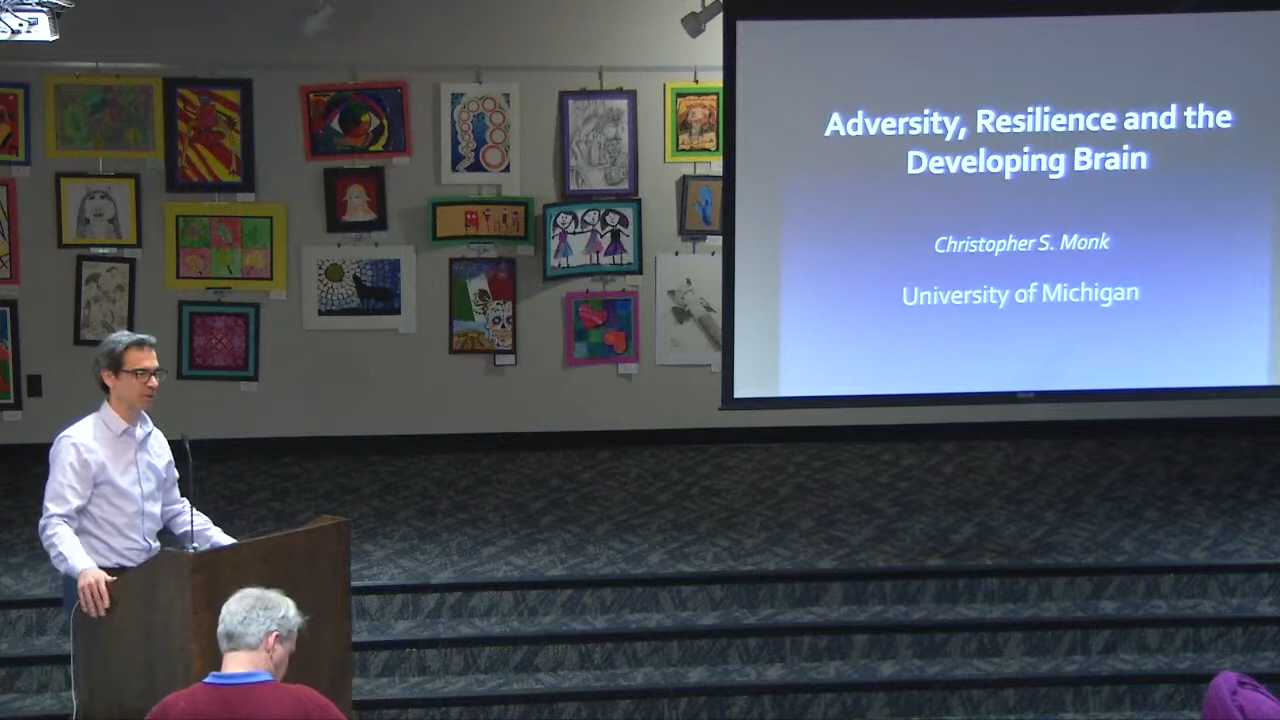 Adversity, Resilience and the
Developing Brain
Christopher S. Monk
University of Michigan